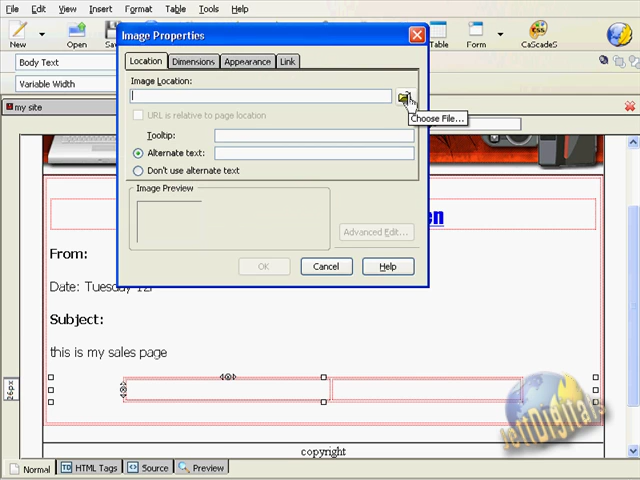 File Edit View Insert Format Table Tools Help
New Open Table Form CaScadeS
Body Text
Variable Width
my site
Image Properties
Location Dimensions Appearance Link
Image Location:
Choose File...
URL is relative to page location
Tooltip:
Alternate text:
Don't use alternate text
Image Preview
Advanced Edit...
OK Cancel Help
en
From:
Date: Tuesday
Subject:
this is my sales page
26px
JettDigitals
copyright
Normal HTML Tags Source Preview